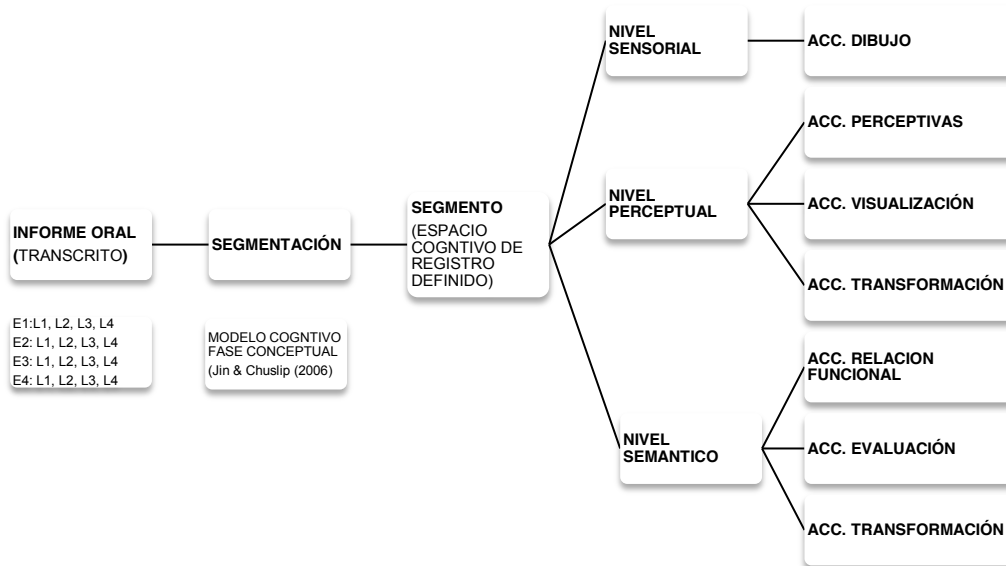 INFORME ORAL
(TRANSCRITO)
E1:L1, L2, L3, L4
E2: L1, L2, L3, L4
E3: L1, L2, L3, L4
E4: L1, L2, L3, L4
SEGMENTACIÓN
MODELO COGNTIVO
FASE CONCEPTUAL
(Jin & Chuslip (2006)
SEGMENTO
(ESPACIO
COGNTIVO DE
REGISTRO
DEFINIDO)
NIVEL
SENSORIAL
ACC. DIBUJO
NIVEL
PERCEPTUAL
ACC. PERCEPTIVAS
ACC. VISUALIZACIÓN
ACC. TRANSFORMACIÓN
NIVEL
SEMANTICO
ACC. RELACION
FUNCIONAL
ACC. EVALUACIÓN
ACC. TRANSFORMACIÓN